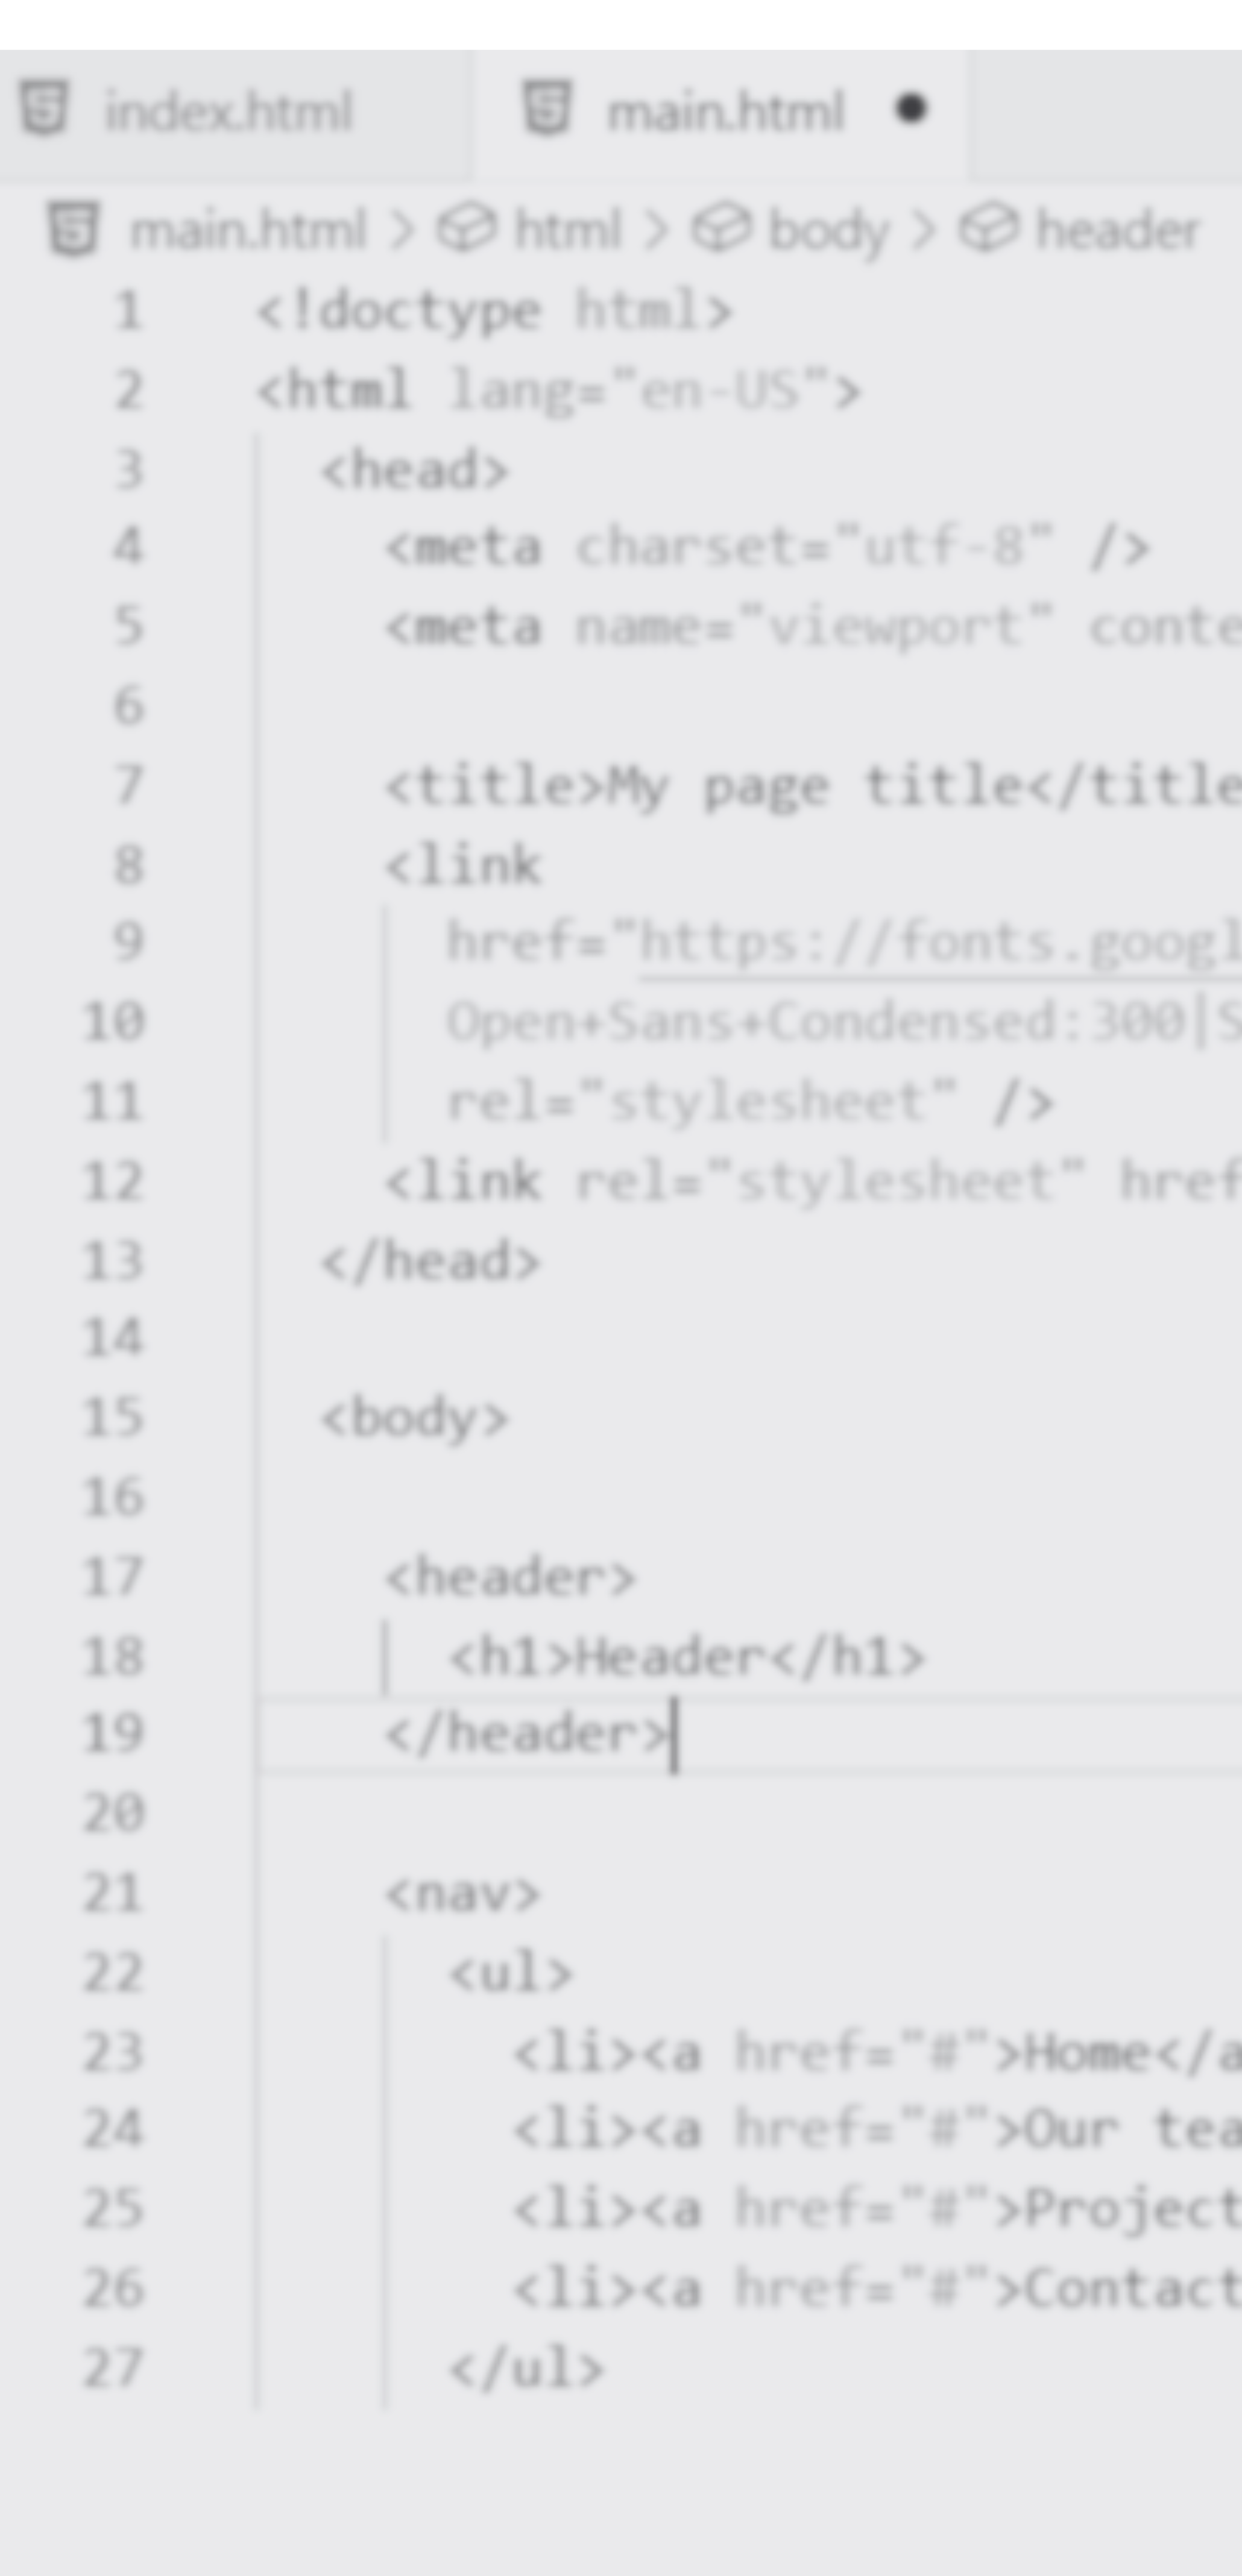 index.html main.html
main.html > html > body > header
1 <!doctype html>
2 <html lang="en-US">
3 <head>
4 <meta charset="utf-8" />
5 <meta name="viewport" conte
6
7 <title>My page title</title
8 <link
9 href="https://fonts.googl
10 Open+Sans+Condensed:300|S
11 rel="stylesheet" />
12 <link rel="stylesheet" href
13 </head>
14
15 <body>
16
17 <header>
18 <h1>Header</h1>
19 </header>
20
21 <nav>
22 <ul>
23 <li><a href="#">Home</a
24 <li><a href="#">Our tea
25 <li><a href="#">Project
26 <li><a href="#">Contact
27 </ul>